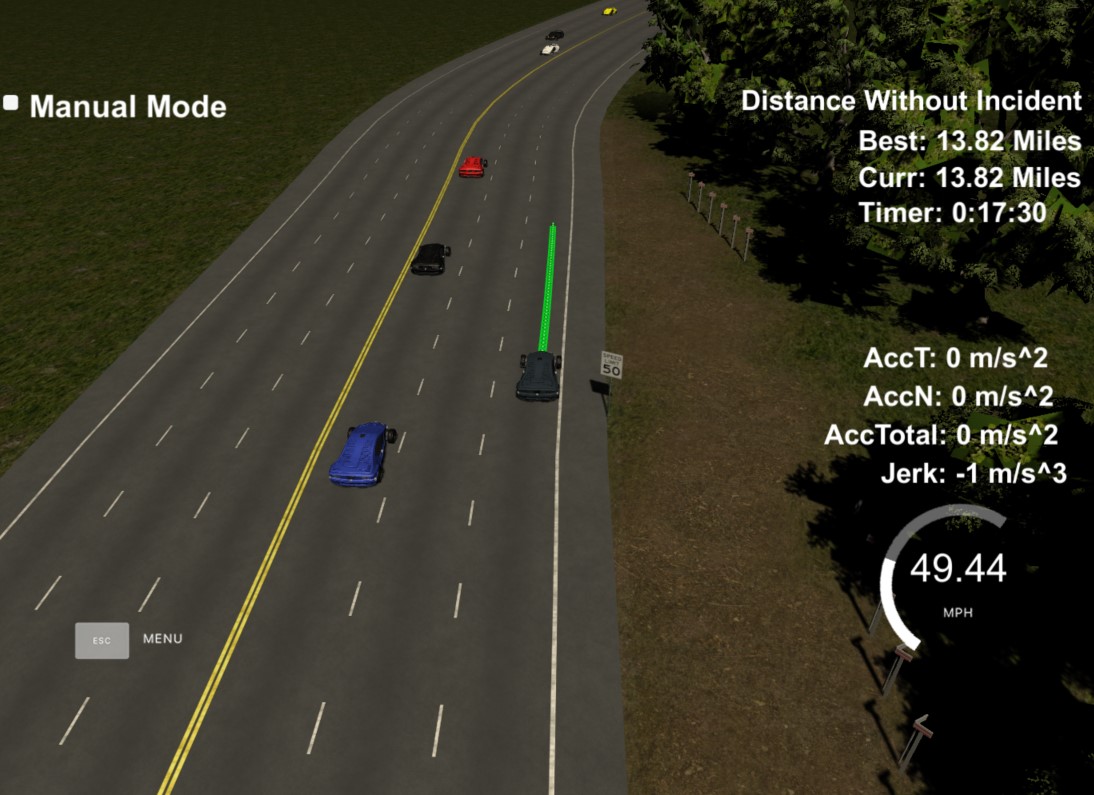 Manual Mode
Distance Without Incident
Best: 13.82 Miles
Curr: 13.82 Miles
Timer: 0:17:30
SPEED
LIMIT
50
AccT: 0 m/s^2
AccN: 0 m/s^2
AccTotal: 0 m/s^2
Jerk: -1 m/s^3
49.44
MPH
ESC MENU